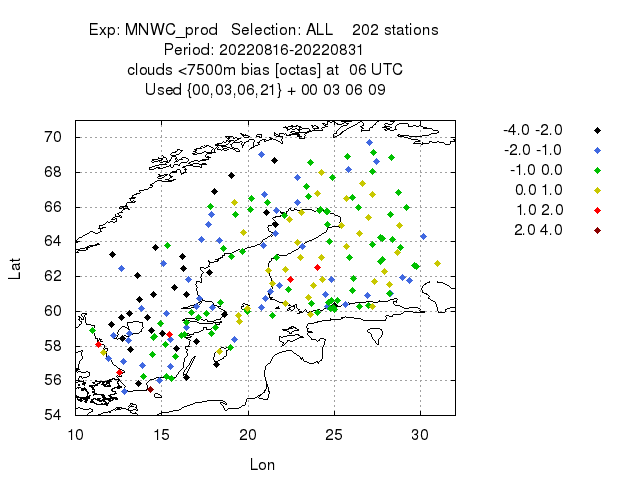 Exp: MNWC_prod   Selection: ALL    202 stations
Period: 20220816-20220831
clouds <7500m bias [octas] at  06 UTC
Used {00,03,06,21} + 00 03 06 09
-4.0 -2.0
-2.0 -1.0
-1.0 0.0
0.0 1.0
1.0 2.0
2.0 4.0
Lat
70
68
66
64
62
60
58
56
54
10 15 20 25 30
Lon